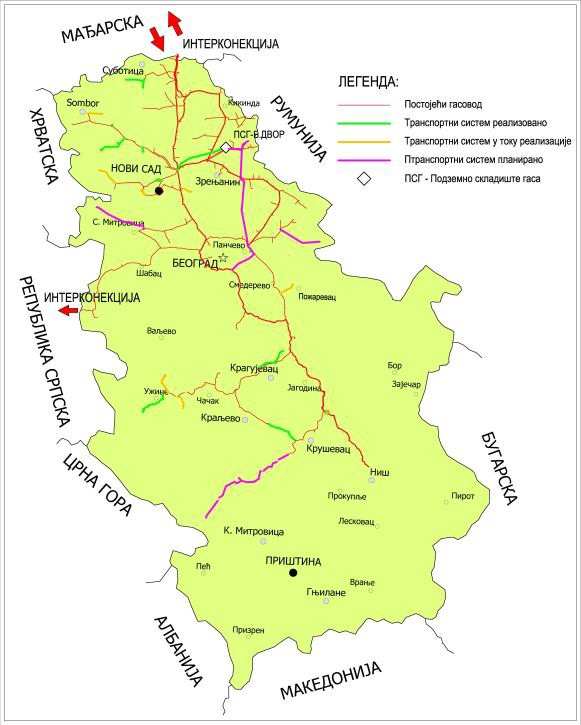 МАЂАРСКА
ИНТЕРКОНЕКЦИЈА
Суботица
Sombor
Кикинда
РУМУНИЈА
ХРВАТСКА
ПСГ-Б.ДВОР
НОВИ САД
Зрењанин
С. Митровица
Панчево
БЕОГРАД
Шабац
Смедерево
Пожаревац
ИНТЕРКОНЕКЦИЈА
РЕПУБЛИКА СРПСКА
Ваљево
Бор
Крагујевац
Зајечар
Ужице
Јагодина
Чачак
Краљево
Крушевац
БУГАРСКА
ЦРНА ГОРА
Ниш
Прокупље
Пирот
Лесковац
К. Митровица
Пећ
ПРИШТИНА
Врање
Гњилане
Призрен
АЛБАНИЈА
МАКЕДОНИЈА
ЛЕГЕНДА:
Постојећи гасовод
Транспортни систем реализовано
Транспортни систем у току реализације
Птранспортни систем планирано
ПСГ - Подземно складиште гаса